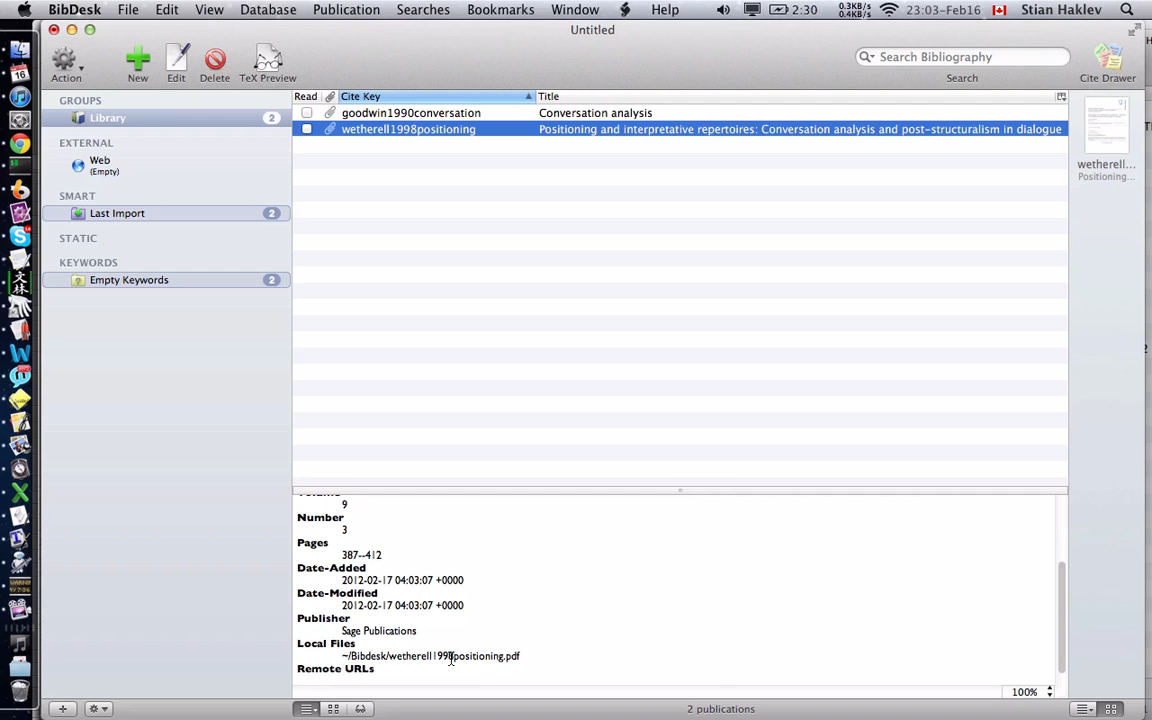 BibDesk File Edit View Database Publication Searches Bookmarks Window Help 2:30 0.3KB/s 0.4KB/s 23:03-Feb16 Stian Haklev
Untitled
Action New Edit Delete TeX Preview Search Bibliography Search Cite Drawer
GROUPS
Library 2
EXTERNAL
Web
(Empty)
SMART
Last Import 2
STATIC
KEYWORDS
Empty Keywords 2
Read Cite Key Title
goodwin1990conversation Conversation analysis
wetherell1998positioning Positioning and interpretative repertoires: Conversation analysis and post-structuralism in dialogue
wetherell...
Positioning...
9
Number
3
Pages
387--412
Date-Added
2012-02-17 04:03:07 +0000
Date-Modified
2012-02-17 04:03:07 +0000
Publisher
Sage Publications
Local Files
~/Bibdesk/wetherell1998positioning.pdf
Remote URLs
100%
2 publications